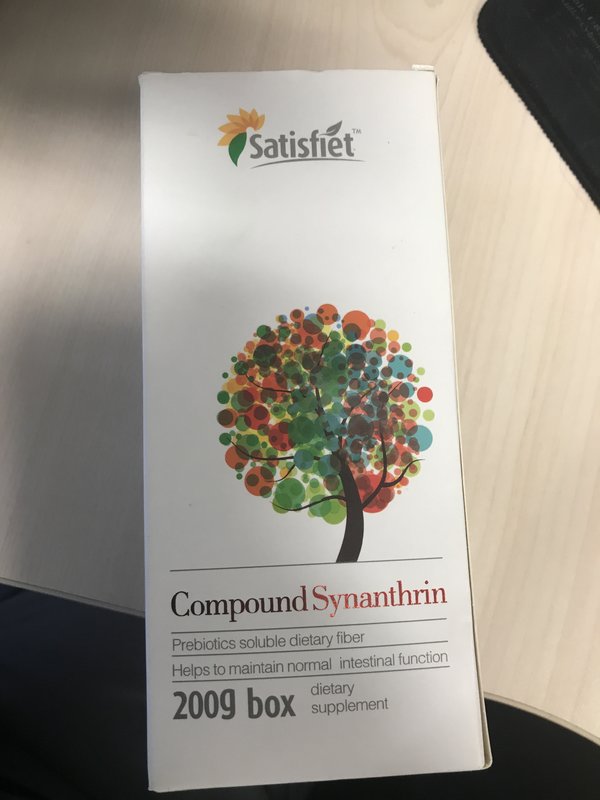 Satisfiet™
Compound Synanthrin
Prebiotics soluble dietary fiber
Helps to maintain normal intestinal function
200g box
dietary
supplement